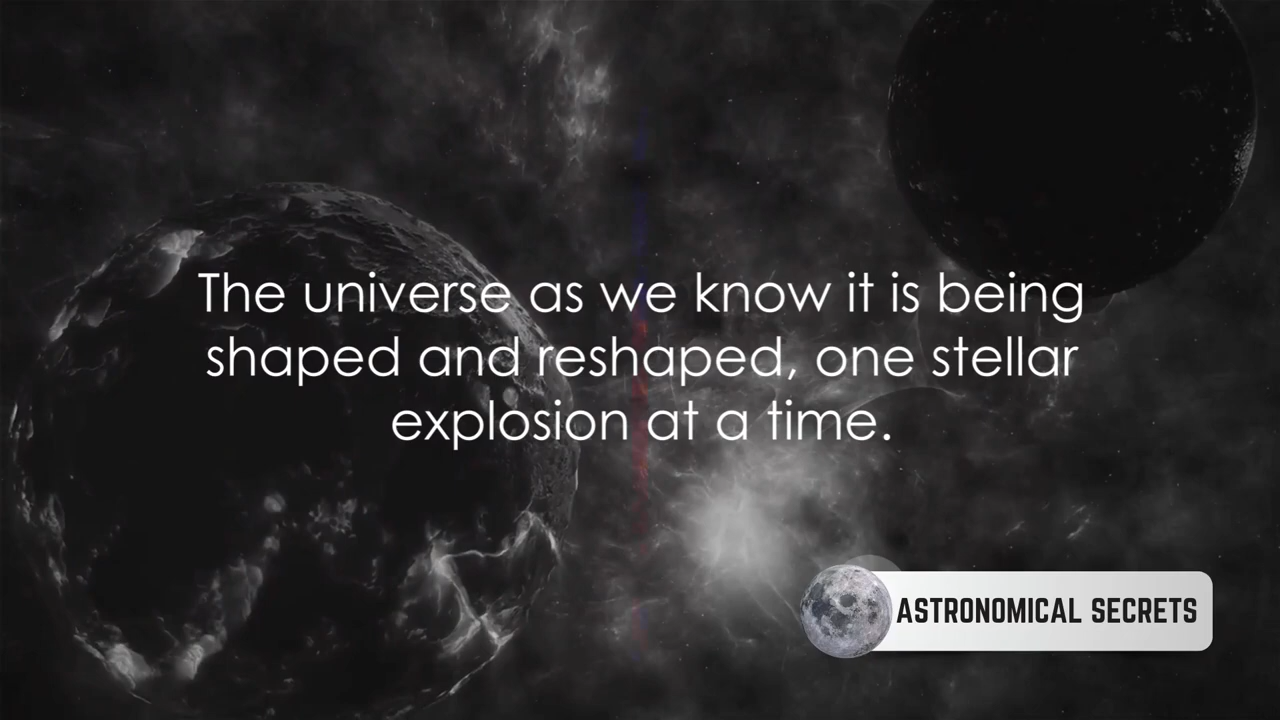 The universe as we know it is being
shaped and reshaped, one stellar
explosion at a time.
ASTRONOMICAL SECRETS